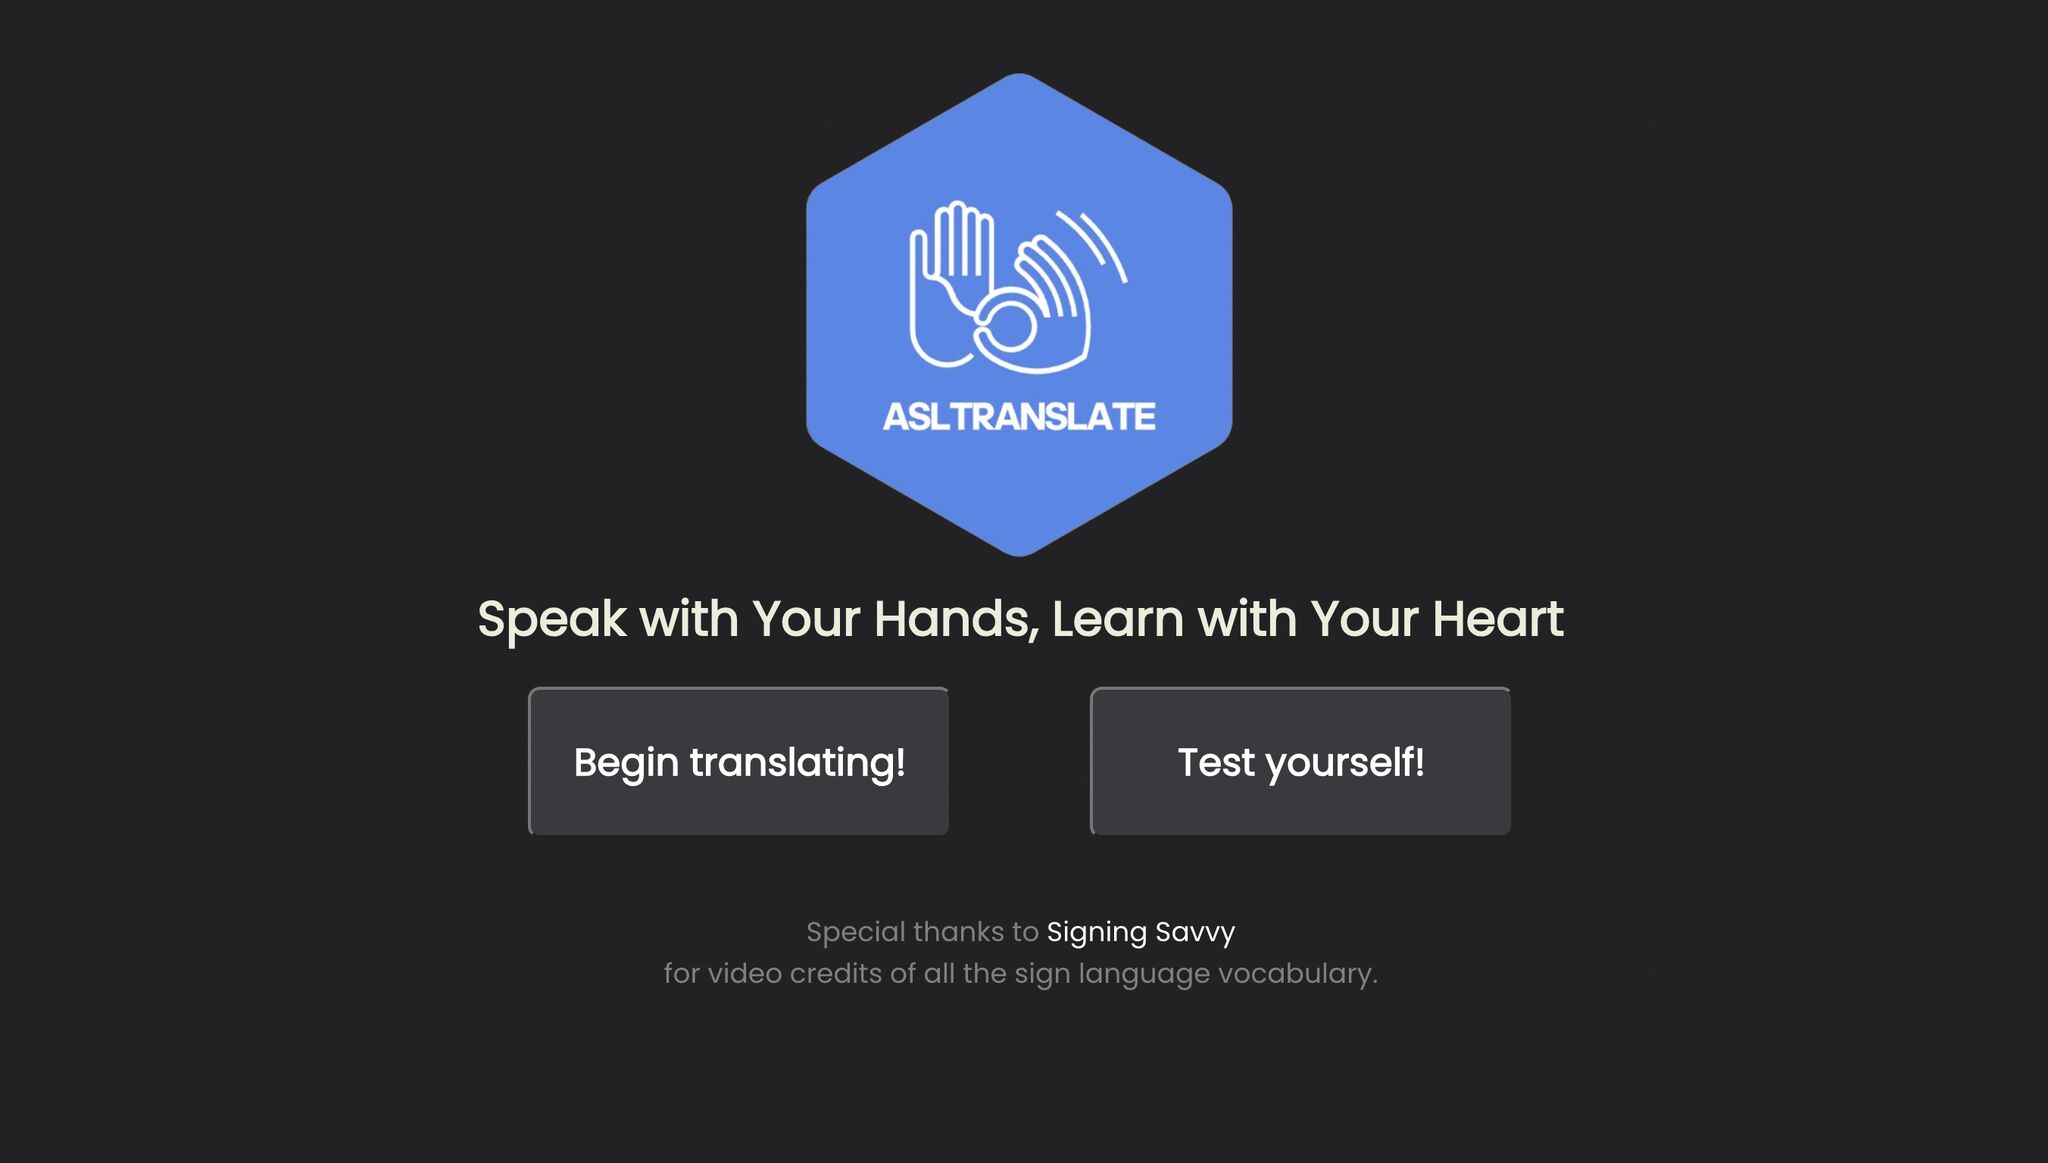 ASLTRANSLATE
Speak with Your Hands, Learn with Your Heart
Begin translating!
Test yourself!
Special thanks to Signing Savvy
for video credits of all the sign language vocabulary.